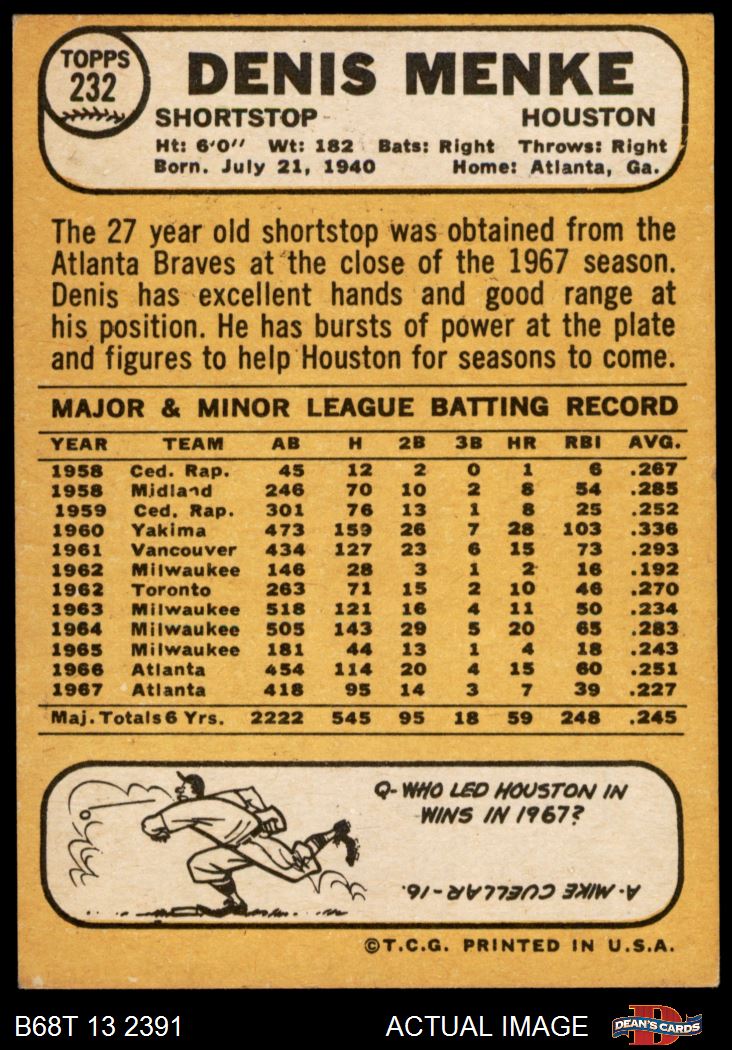 TOPPS
232
DENIS MENKE
SHORTSTOP HOUSTON
Ht: 6'0" Wt: 182 Bats: Right Throws: Right
Born. July 21, 1940 Home: Atlanta, Ga.
The 27 year old shortstop was obtained from the
Atlanta Braves at the close of the 1967 season.
Denis has excellent hands and good range at
his position. He has bursts of power at the plate
and figures to help Houston for seasons to come.
MAJOR & MINOR LEAGUE BATTING RECORD
YEAR TEAM AB H 2B 3B HR RBI AVG.
1958 Ced. Rap. 45 12 2 0 1 6 .267
1958 Midland 246 70 10 2 8 54 .285
1959 Ced. Rap. 301 76 13 1 8 25 .252
1960 Yakima 473 159 26 7 28 103 .336
1961 Vancouver 434 127 23 6 15 73 .293
1962 Milwaukee 146 28 3 1 2 16 .192
1962 Toronto 263 71 15 2 10 46 .270
1963 Milwaukee 518 121 16 4 11 50 .234
1964 Milwaukee 505 143 29 5 20 65 .283
1965 Milwaukee 181 44 13 1 4 18 .243
1966 Atlanta 454 114 20 4 15 60 .251
1967 Atlanta 418 95 14 3 7 39 .227
Maj. Totals 6 Yrs. 2222 545 95 18 59 248 .245
Q- WHO LED HOUSTON IN
WINS IN 1967?
A- MIKE CUELLAR-16.
©T.C.G. PRINTED IN U.S.A.
B68T 13 2391 ACTUAL IMAGE
D
DEAN'S CARDS